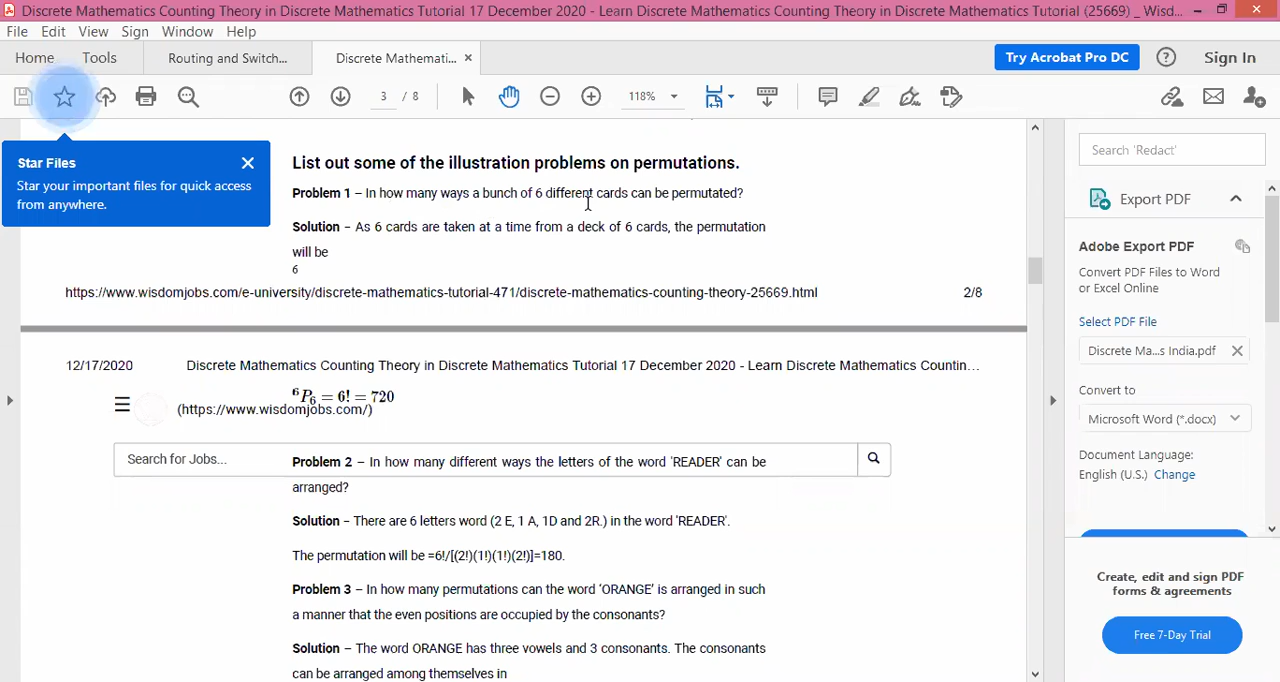 Discrete Mathematics Counting Theory in Discrete Mathematics Tutorial 17 December 2020 - Learn Discrete Mathematics Counting Theory in Discrete Mathematics Tutorial (25669) _ Wisd...
File Edit View Sign Window Help
Home Tools Routing and Switch... Discrete Mathemati... ×
Try Acrobat Pro DC Sign In
3 / 8 118%
Star Files
Star your important files for quick access
from anywhere.
List out some of the illustration problems on permutations.
Problem 1 – In how many ways a bunch of 6 different cards can be permutated?
Solution – As 6 cards are taken at a time from a deck of 6 cards, the permutation
will be
6
https://www.wisdomjobs.com/e-university/discrete-mathematics-tutorial-471/discrete-mathematics-counting-theory-25669.html 2/8
12/17/2020 Discrete Mathematics Counting Theory in Discrete Mathematics Tutorial 17 December 2020 - Learn Discrete Mathematics Counting Theory in Discrete Mathematics Tutorial 17 December 2020 - Learn Discrete Mathematics Countin...
⁶P₆ = 6! = 720
(https://www.wisdomjobs.com/)
Search for Jobs...
Problem 2 – In how many different ways the letters of the word 'READER' can be
arranged?
Solution – There are 6 letters word (2 E, 1 A, 1D and 2R.) in the word 'READER'.
The permutation will be =6!/[(2!)(1!)(1!)(2!)]=180.
Problem 3 – In how many permutations can the word 'ORANGE' is arranged in such
a manner that the even positions are occupied by the consonants?
Solution – The word ORANGE has three vowels and 3 consonants. The consonants
can be arranged among themselves in
Search 'Redact'
Export PDF
Adobe Export PDF
Convert PDF Files to Word
or Excel Online
Select PDF File
Discrete Ma...s India.pdf
Convert to
Microsoft Word (*.docx)
Document Language:
English (U.S.) Change
Create, edit and sign PDF
forms & agreements
Free 7-Day Trial